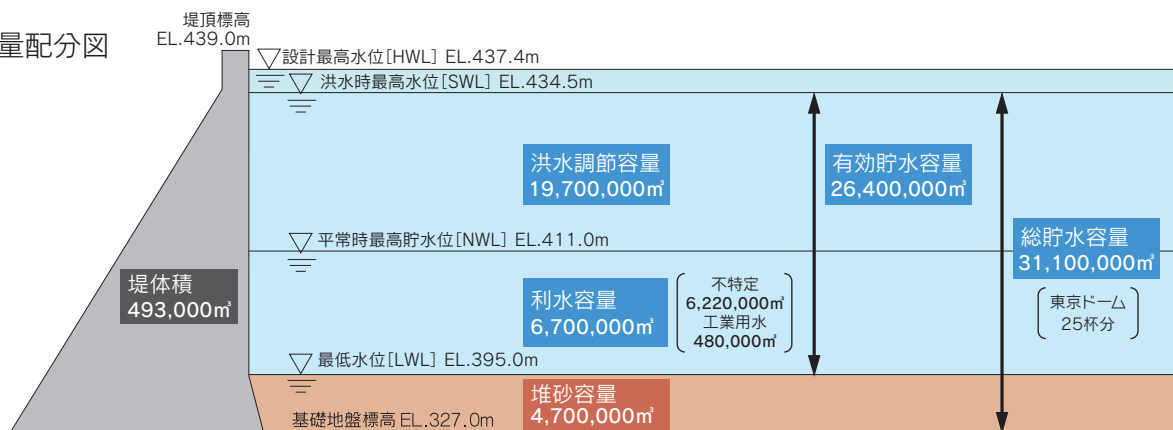 量配分図
堤頂標高
EL.439.0m
設計最高水位[HWL] EL.437.4m
洪水時最高水位[SWL] EL.434.5m
洪水調節容量
19,700,000㎥
有効貯水容量
26,400,000㎥
平常時最高貯水位[NWL] EL.411.0m
総貯水容量
31,100,000㎥
東京ドーム
25杯分
堤体積
493,000㎥
利水容量
6,700,000㎥
不特定
6,220,000㎥
工業用水
480,000㎥
最低水位[LWL] EL.395.0m
堆砂容量
4,700,000㎥
基礎地盤標高 EL.327.0m